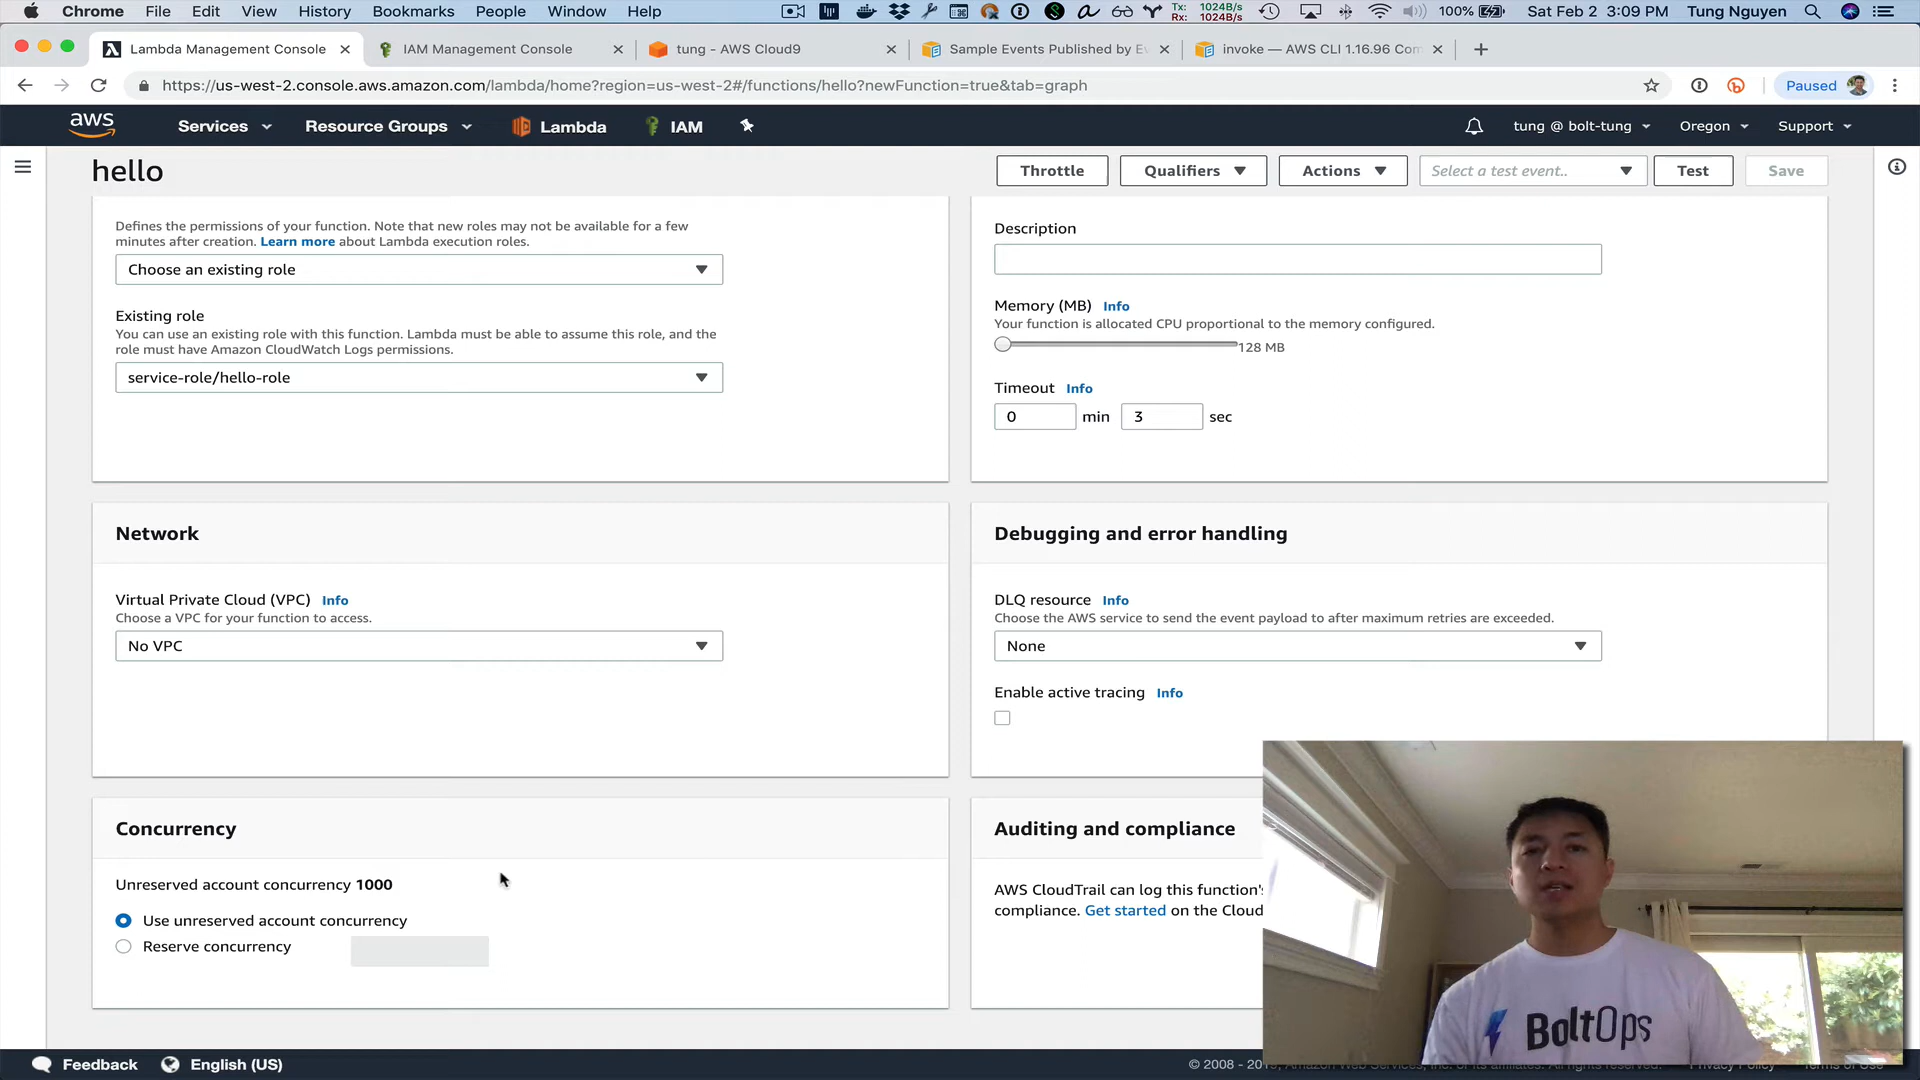 Chrome File Edit View History Bookmarks People Window Help
Tx: 1024B/s
Rx: 1024B/s
100% Sat Feb 2 3:09 PM Tung Nguyen
Lambda Management Console
IAM Management Console
tung - AWS Cloud9
Sample Events Published by Ev
invoke — AWS CLI 1.16.96 Com
https://us-west-2.console.aws.amazon.com/lambda/home?region=us-west-2#/functions/hello?newFunction=true&tab=graph
Paused
aws Services Resource Groups Lambda IAM
tung @ bolt-tung Oregon Support
hello
Throttle Qualifiers Actions Select a test event.. Test Save
Defines the permissions of your function. Note that new roles may not be available for a few
minutes after creation. Learn more about Lambda execution roles.
Choose an existing role
Existing role
You can use an existing role with this function. Lambda must be able to assume this role, and the
role must have Amazon CloudWatch Logs permissions.
service-role/hello-role
Description
Memory (MB) Info
Your function is allocated CPU proportional to the memory configured.
128 MB
Timeout Info
0 min 3 sec
Network
Virtual Private Cloud (VPC) Info
Choose a VPC for your function to access.
No VPC
Debugging and error handling
DLQ resource Info
Choose the AWS service to send the event payload to after maximum retries are exceeded.
None
Enable active tracing Info
Concurrency
Unreserved account concurrency 1000
Use unreserved account concurrency
Reserve concurrency
Auditing and compliance
AWS CloudTrail can log this function's
compliance. Get started on the Cloud
BoltOps
Feedback English (US)
© 2008 - 20